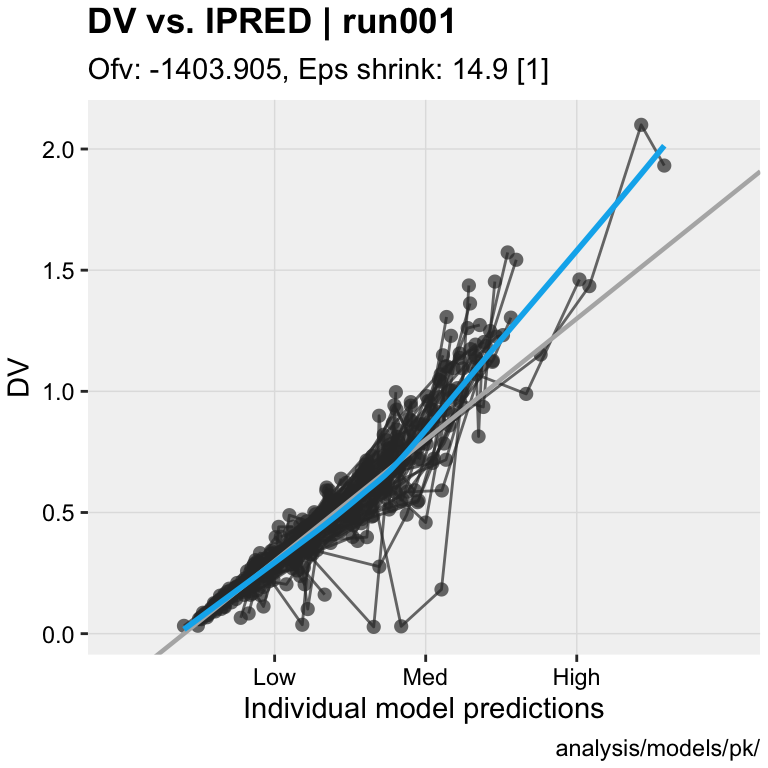 DV vs. IPRED | run001
Ofv: -1403.905, Eps shrink: 14.9 [1]
2.0
1.5
1.0
0.5
0.0
DV
Low Med High
Individual model predictions
analysis/models/pk/